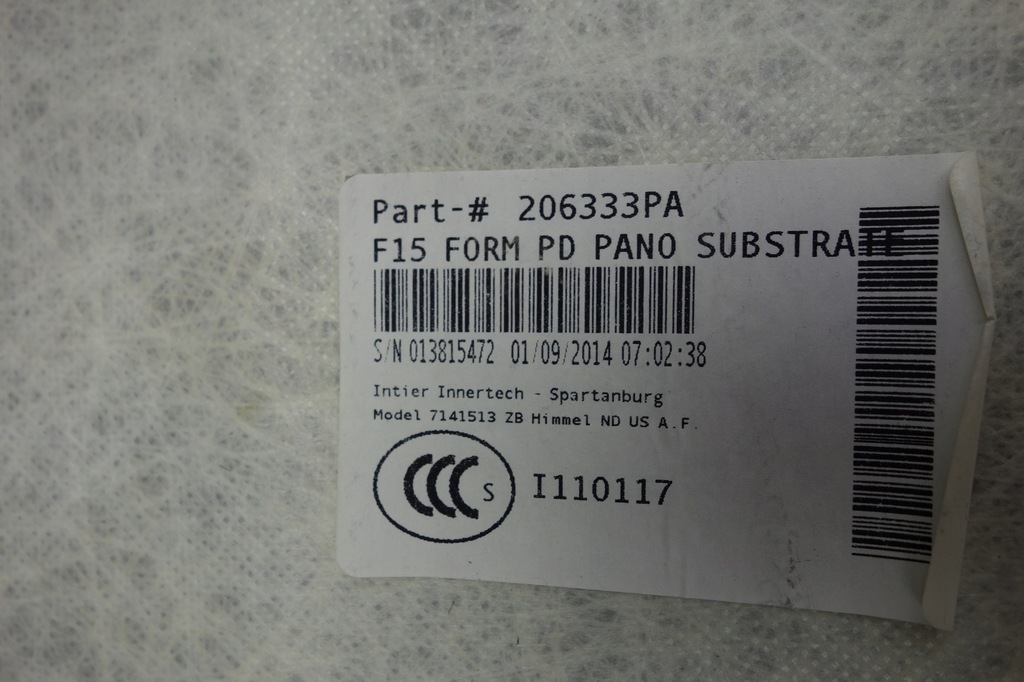 Part-# 206333PA
F15 FORM PD PANO SUBSTRATE
S/N 013815472 01/09/2014 07:02:38
Intier Innertech - Spartanburg
Model 7141513 ZB Himmel ND US A.F.
CCC S I110117